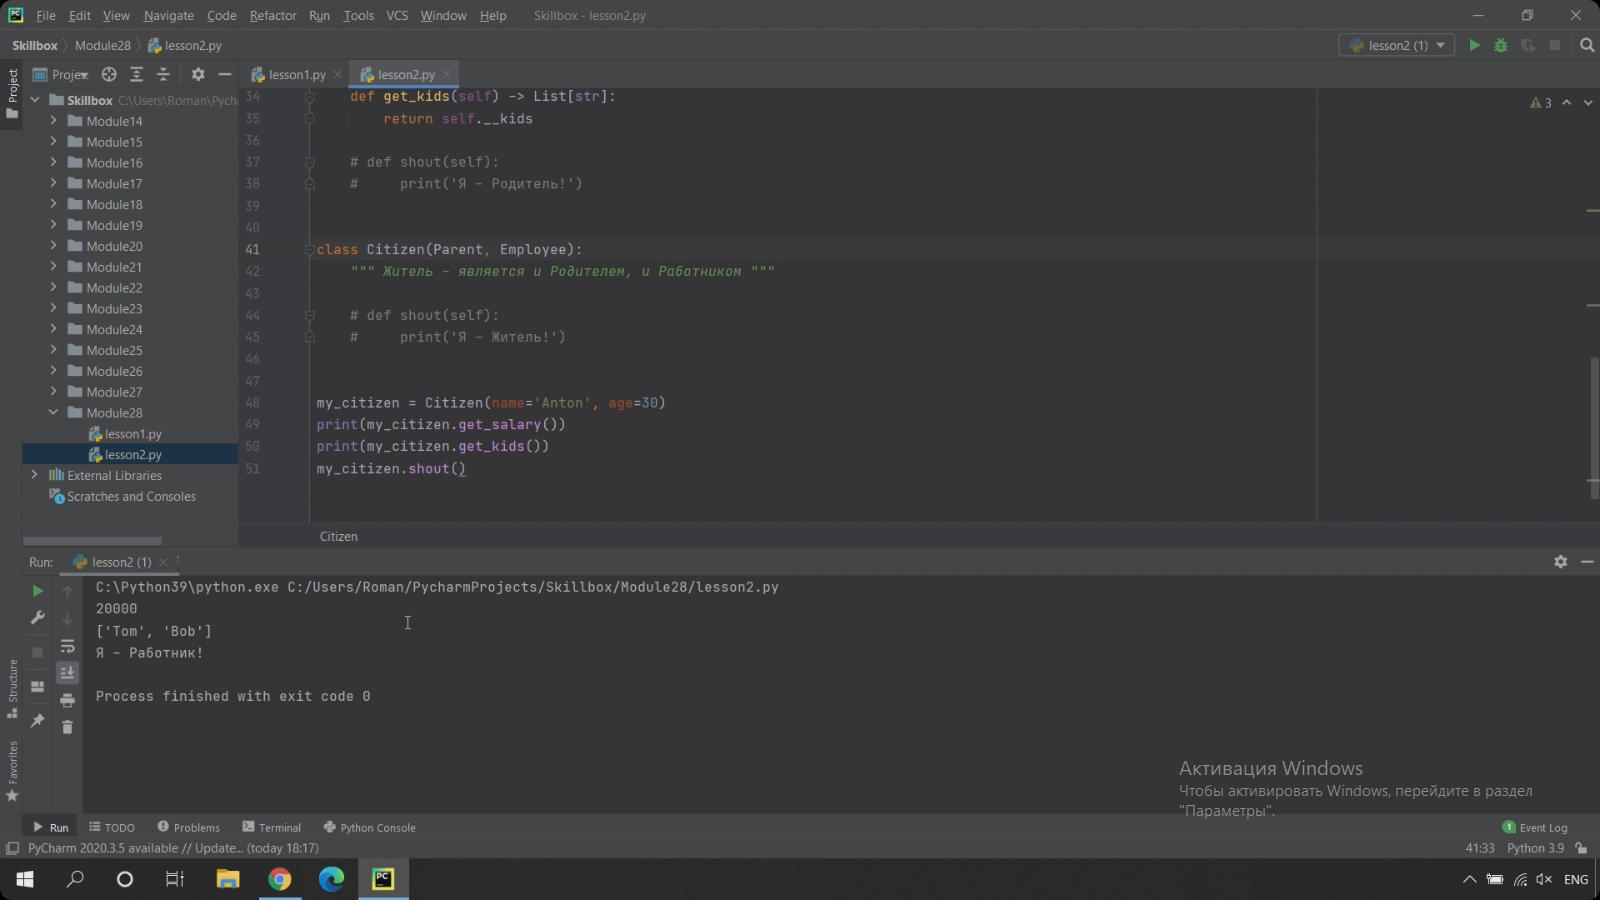 File Edit View Navigate Code Refactor Run Tools VCS Window Help Skillbox - lesson2.py
Skillbox Module28 lesson2.py lesson2 (1)
Project lesson1.py lesson2.py
Project
Skillbox C:\Users\Roman\Pych
Module14
Module15
Module16
Module17
Module18
Module19
Module20
Module21
Module22
Module23
Module24
Module25
Module26
Module27
Module28
lesson1.py
lesson2.py
External Libraries
Scratches and Consoles
3
34 def get_kids(self) -> List[str]:
35 return self.__kids
36
37 # def shout(self):
38 # print('Я - Родитель!')
39
40
41 class Citizen(Parent, Employee):
42 """ Житель - является и Родителем, и Работником """
43
44 # def shout(self):
45 # print('Я - Житель!')
46
47
48 my_citizen = Citizen(name='Anton', age=30)
49 print(my_citizen.get_salary())
50 print(my_citizen.get_kids())
51 my_citizen.shout()
Citizen
Run: lesson2 (1)
C:\Python39\python.exe C:/Users/Roman/PycharmProjects/Skillbox/Module28/lesson2.py
20000
['Tom', 'Bob']
Я - Работник!
Process finished with exit code 0
Structure
Favorites
Активация Windows
Чтобы активировать Windows, перейдите в раздел
"Параметры".
Run TODO Problems Terminal Python Console 1 Event Log
PyCharm 2020.3.5 available // Update... (today 18:17) 41:33 Python 3.9
PC ENG